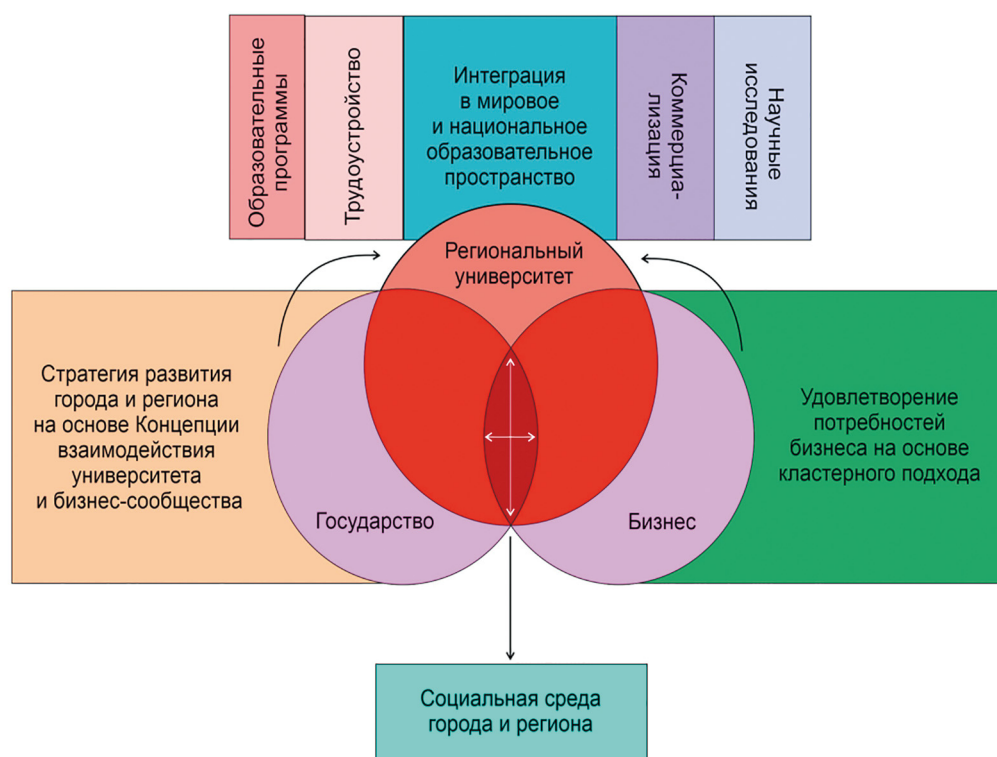 Образовательные
программы
Трудоустройство
Интеграция
в мировое
и национальное
образовательное
пространство
Коммерциа-
лизация
Научные
исследования
Региональный
университет
Стратегия развития
города и региона
на основе Концепции
взаимодействия
университета
и бизнес-сообщества
Государство
Бизнес
Удовлетворение
потребностей
бизнеса на основе
кластерного подхода
Социальная среда
города и региона